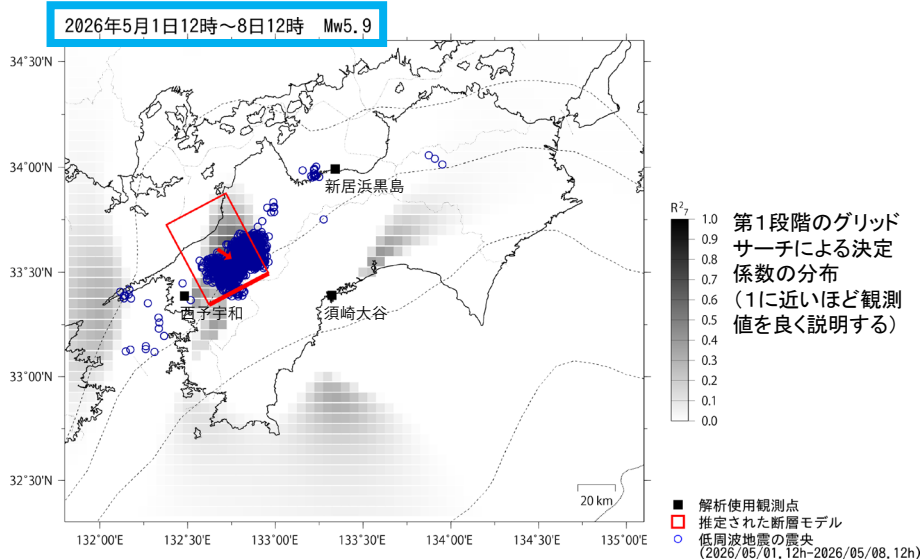 2026年5月1日12時～8日12時　Mw5.9
34°30'N
34°00'N
33°30'N
33°00'N
32°30'N
132°00'E
132°30'E
133°00'E
133°30'E
134°00'E
134°30'E
135°00'E
新居浜黒島
西予宇和
須崎大谷
20 km
R²₇
1.0
0.9
0.8
0.7
0.6
0.5
0.4
0.3
0.2
0.1
0.0
第1段階のグリッド
サーチによる決定
係数の分布
（1に近いほど観測
値を良く説明する）
解析使用観測点
推定された断層モデル
低周波地震の震央
(2026/05/01,12h-2026/05/08,12h)